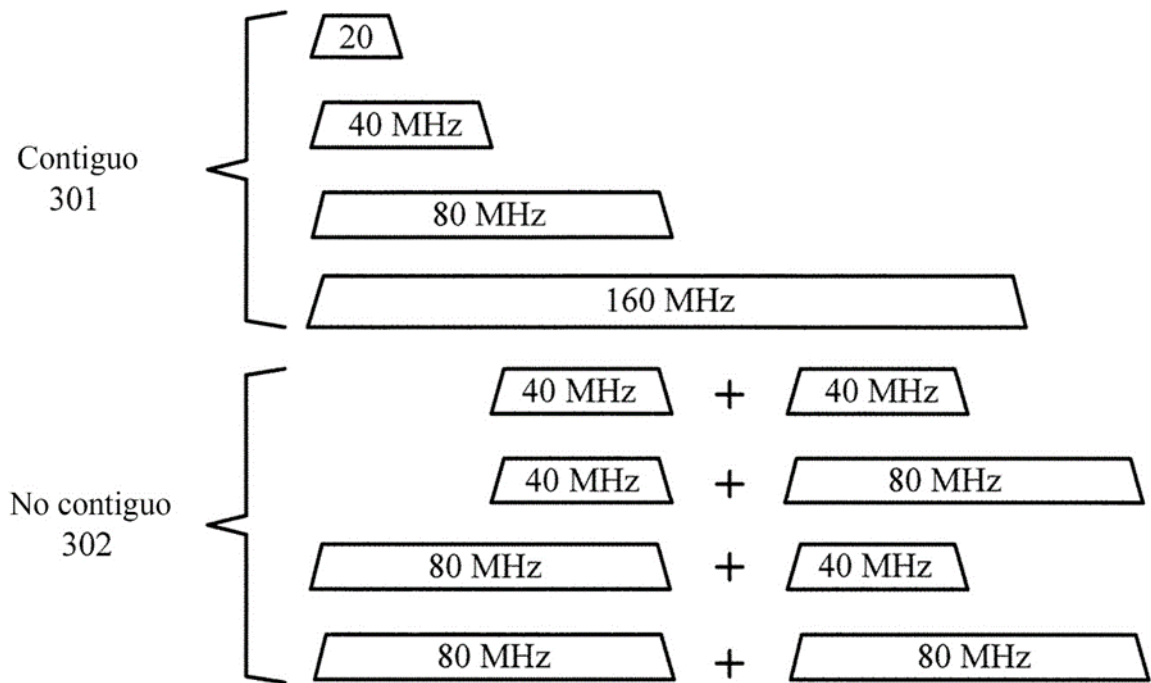 20
40 MHz
Contiguo
301
80 MHz
160 MHz
40 MHz + 40 MHz
40 MHz + 80 MHz
No contiguo
302
80 MHz + 40 MHz
80 MHz + 80 MHz